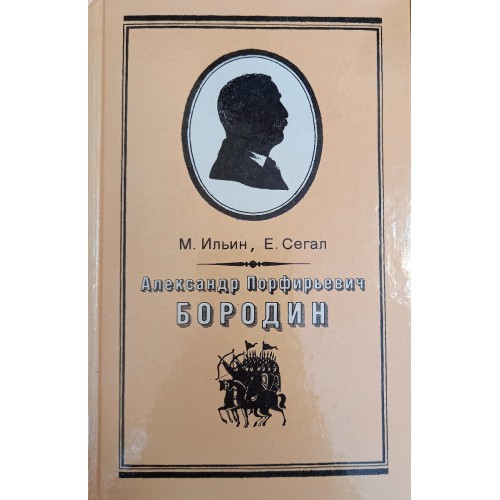 М. Ильин, Е. Сегал
Александр Порфирьевич
БОРОДИН